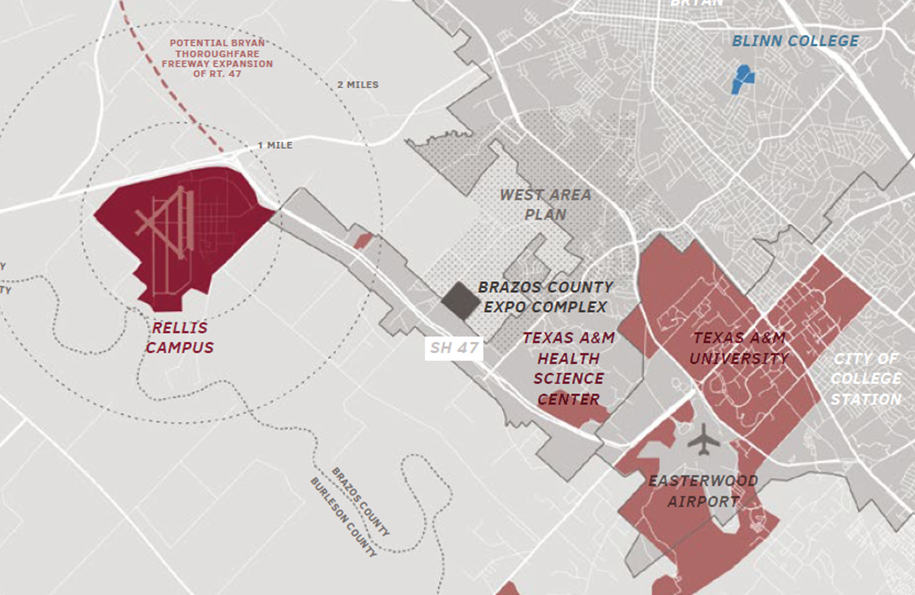 BRYAN
BLINN COLLEGE
POTENTIAL BRYAN
THOROUGHFARE
FREEWAY EXPANSION
OF RT. 47
2 MILES
1 MILE
WEST AREA
PLAN
BRAZOS COUNTY
EXPO COMPLEX
RELLIS
CAMPUS
SH 47
TEXAS A&M
HEALTH
SCIENCE
CENTER
TEXAS A&M
UNIVERSITY
CITY OF
COLLEGE
STATION
EASTERWOOD
AIRPORT
BRAZOS COUNTY
BURLESON COUNTY